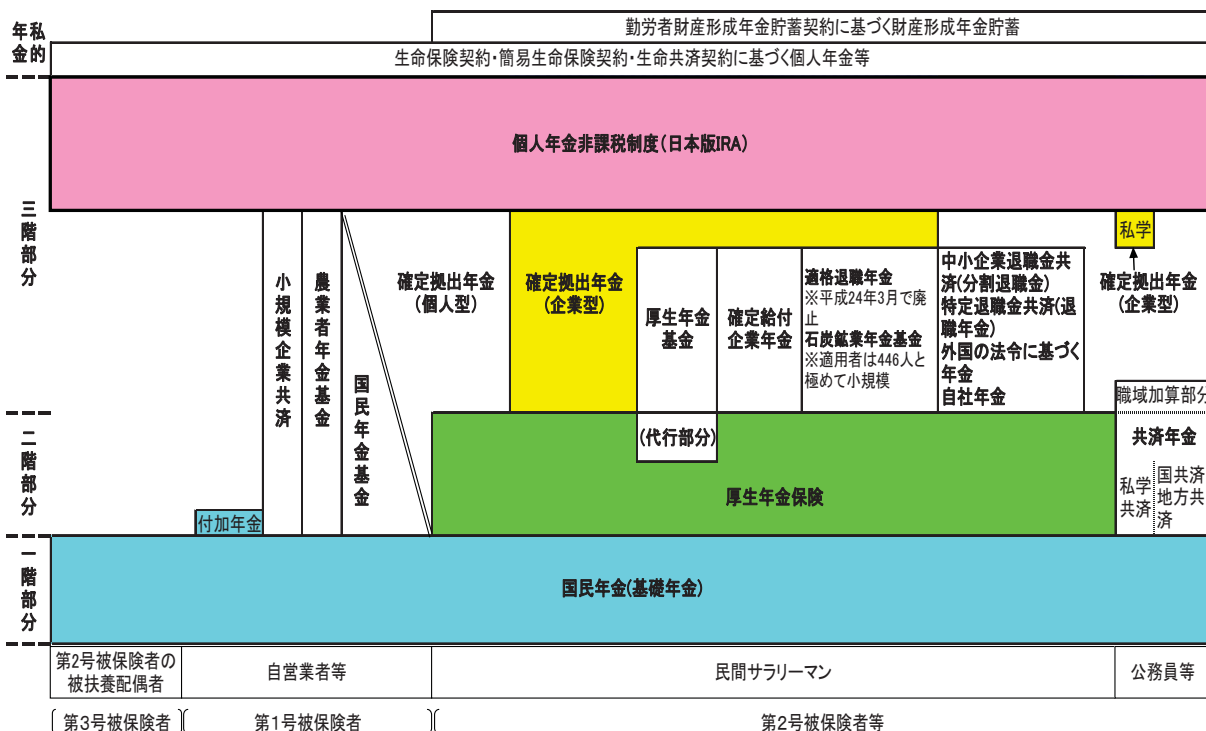 私的
年金
勤労者財産形成年金貯蓄契約に基づく財産形成年金貯蓄
生命保険契約・簡易生命保険契約・生命共済契約に基づく個人年金等
個人年金非課税制度(日本版IRA)
三階部分
小規模企業共済
農業者年金基金
国民年金基金
確定拠出年金
(個人型)
確定拠出年金
(企業型)
厚生年金
基金
確定給付
企業年金
適格退職年金
※平成24年3月で廃
止
石炭鉱業年金基金
※適用者は446人と
極めて小規模
中小企業退職金共
済(分割退職金)
特定退職金共済(退
職年金)
外国の法令に基づく
年金
自社年金
私学
確定拠出年金
(企業型)
職域加算部分
二階部分
付加年金
(代行部分)
厚生年金保険
共済年金
私学
共済
国共済
地方共
済
一階部分
国民年金(基礎年金)
第2号被保険者の
被扶養配偶者
自営業者等
民間サラリーマン
公務員等
第3号被保険者
第1号被保険者
第2号被保険者等